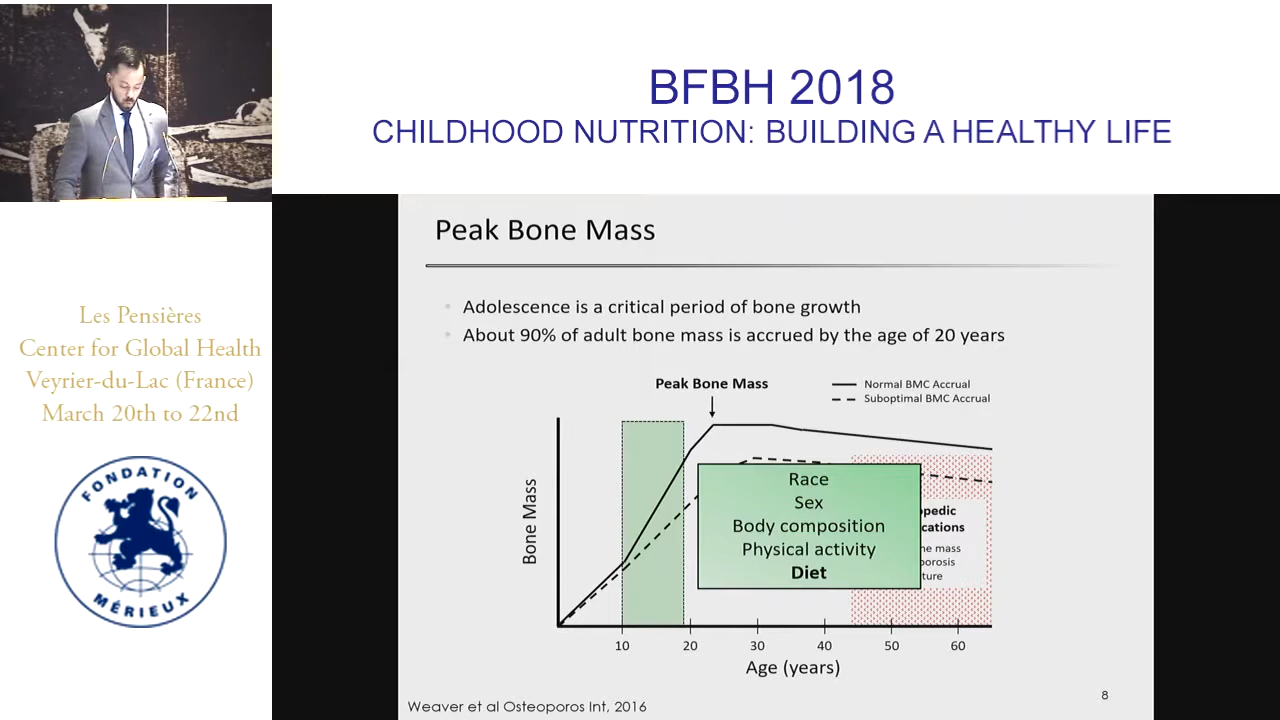 BFBH 2018
CHILDHOOD NUTRITION: BUILDING A HEALTHY LIFE
Les Pensières
Center for Global Health
Veyrier-du-Lac (France)
March 20th to 22nd
FONDATION
MÉRIEUX
Peak Bone Mass
Adolescence is a critical period of bone growth
About 90% of adult bone mass is accrued by the age of 20 years
Peak Bone Mass
Normal BMC Accrual
Suboptimal BMC Accrual
Race
Sex
Body composition
Physical activity
Diet
mass
Bone Mass
10 20 30 40 50 60
Age (years)
Weaver et al Osteoporos Int, 2016
8